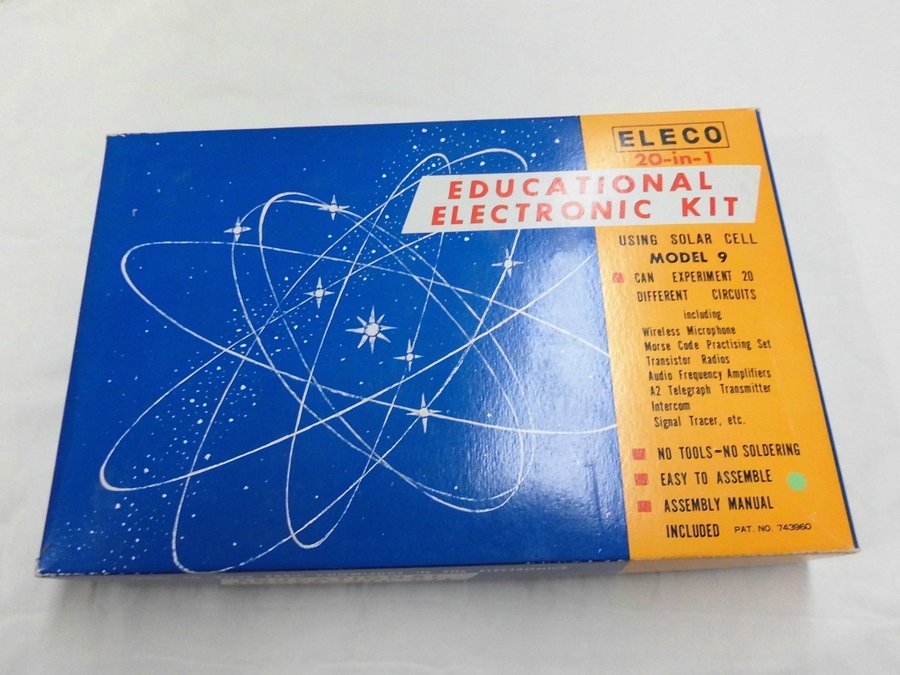 ELECO
20-in-1
EDUCATIONAL
ELECTRONIC KIT
USING SOLAR CELL
MODEL 9
CAN EXPERIMENT 20
DIFFERENT CIRCUITS
including
Wireless Microphone
Morse Code Practising Set
Transistor Radios
Audio Frequency Amplifiers
A2 Telegraph Transmitter
Intercom
Signal Tracer, etc.
NO TOOLS-NO SOLDERING
EASY TO ASSEMBLE
ASSEMBLY MANUAL
INCLUDED PAT. NO. 743960